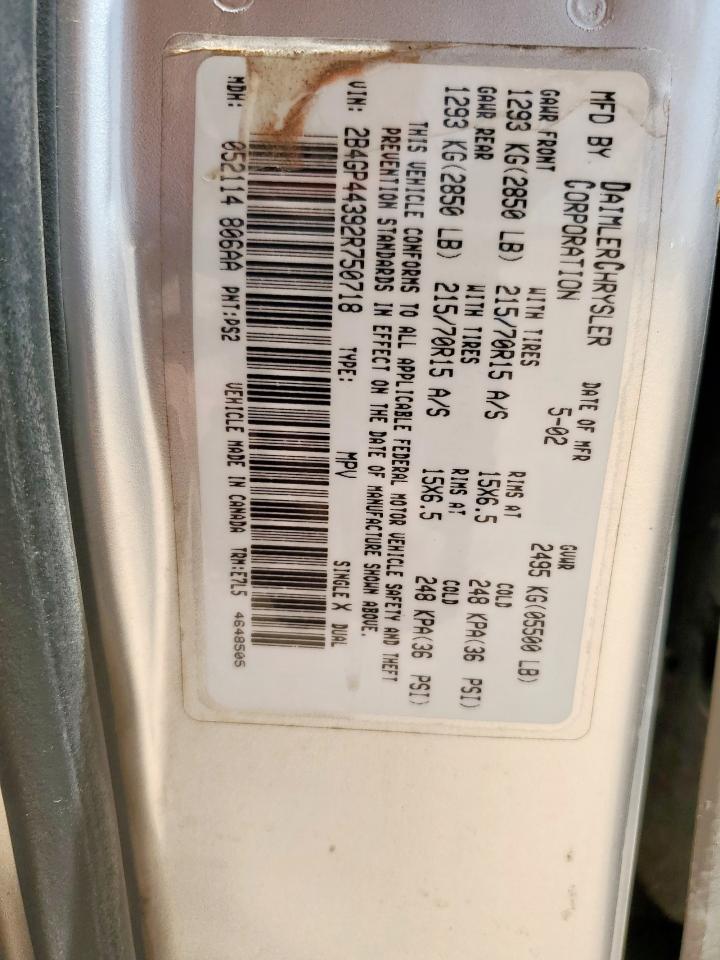 MFD BY DAIMLERCHRYSLER CORPORATION
DATE OF MFR 5-02
GVWR 2495 KG(05500 LB)
GAWR FRONT WITH TIRES RIMS AT COLD
1293 KG(2850 LB) 215/70R15 A/S 15X6.5 248 KPA(36 PSI)
GAWR REAR WITH TIRES RIMS AT COLD
1293 KG(2850 LB) 215/70R15 A/S 15X6.5 248 KPA(36 PSI)
THIS VEHICLE CONFORMS TO ALL APPLICABLE FEDERAL MOTOR VEHICLE SAFETY AND THEFT
PREVENTION STANDARDS IN EFFECT ON THE DATE OF MANUFACTURE SHOWN ABOVE.
VIN: 2B4GP44392R750718 TYPE: MPV SINGLE X DUAL
MDH: 052114 806AA PNT:PS2 VEHICLE MADE IN CANADA TRM:E7L5 4648505